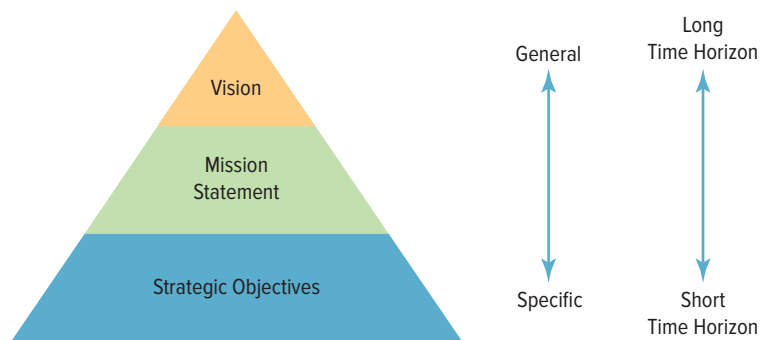 Vision
Mission
Statement
Strategic Objectives
General
Specific
Long
Time Horizon
Short
Time Horizon